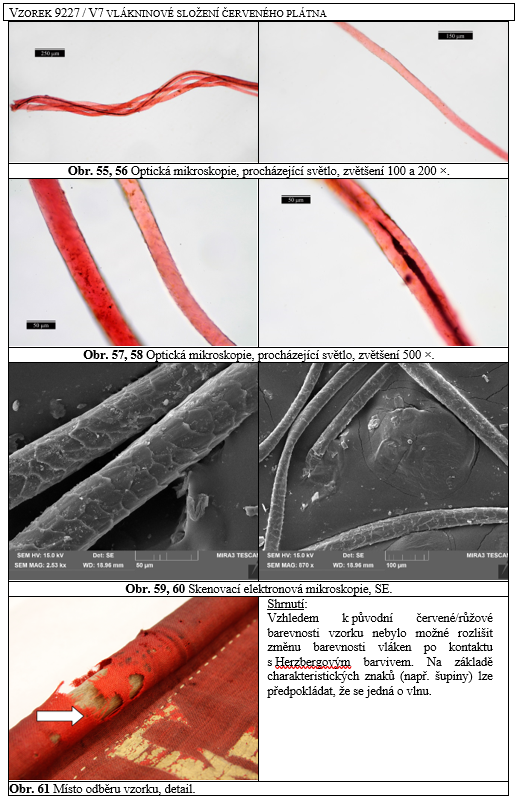 VZOREK 9227 / V7 VLÁKNINOVÉ SLOŽENÍ ČERVENÉHO PLÁTNA
250 µm
150 µm
Obr. 55, 56 Optická mikroskopie, procházející světlo, zvětšení 100 a 200 ×.
50 µm
50 µm
Obr. 57, 58 Optická mikroskopie, procházející světlo, zvětšení 500 ×.
SEM HV: 15.0 kV Det: SE MIRA3 TESCAN
SEM MAG: 2.53 kx WD: 18.96 mm 50 µm
SEM HV: 15.0 kV Det: SE MIRA3 TESCAN
SEM MAG: 870 x WD: 18.96 mm 100 µm
Obr. 59, 60 Skenovací elektronová mikroskopie, SE.
Shrnutí:
Vzhledem k původní červené/růžové
barevnosti vzorku nebylo možné rozlišit
změnu barevnosti vláken po kontaktu
s Herzbergovým barvivem. Na základě
charakteristických znaků (např. šupiny) lze
předpokládat, že se jedná o vlnu.
Obr. 61 Místo odběru vzorku, detail.